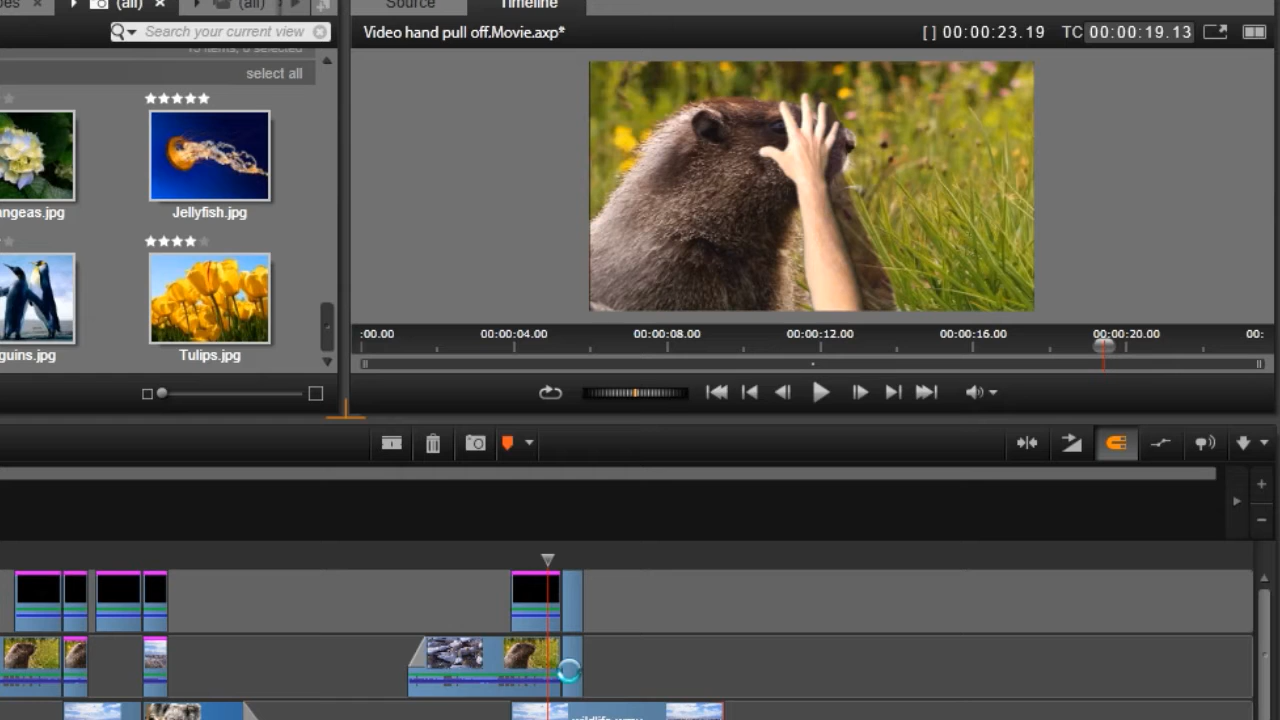 (all)
(all)
Source
Timeline
Search your current view
Video hand pull off.Movie.axp*
[] 00:00:23.19
TC 00:00:19.13
select all
angeas.jpg
Jellyfish.jpg
guins.jpg
Tulips.jpg
:00.00
00:00:04.00
00:00:08.00
00:00:12.00
00:00:16.00
00:00:20.00
00: